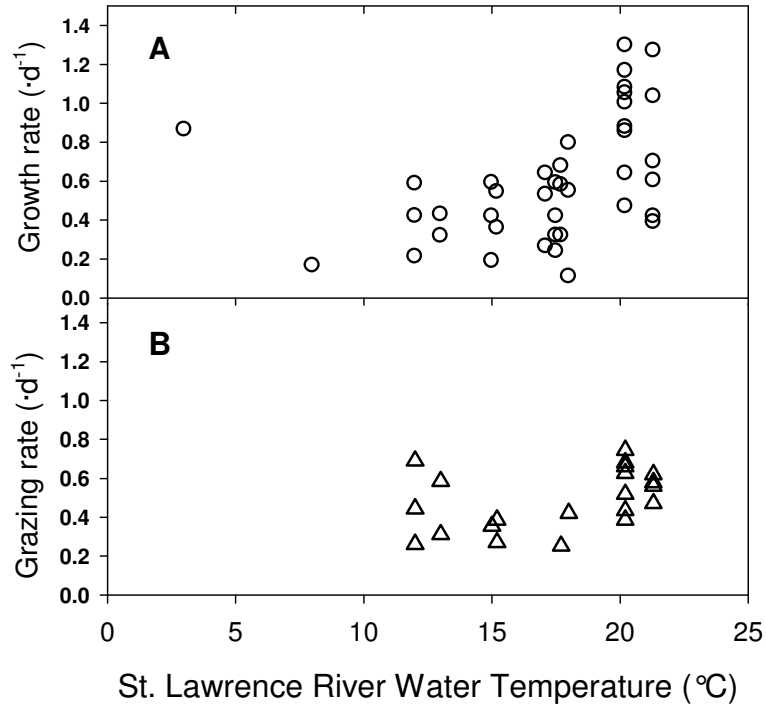 A
Growth rate (·d⁻¹)
1.4
1.2
1.0
0.8
0.6
0.4
0.2
0.0
B
Grazing rate (·d⁻¹)
1.4
1.2
1.0
0.8
0.6
0.4
0.2
0.0
0 5 10 15 20 25
St. Lawrence River Water Temperature (°C)